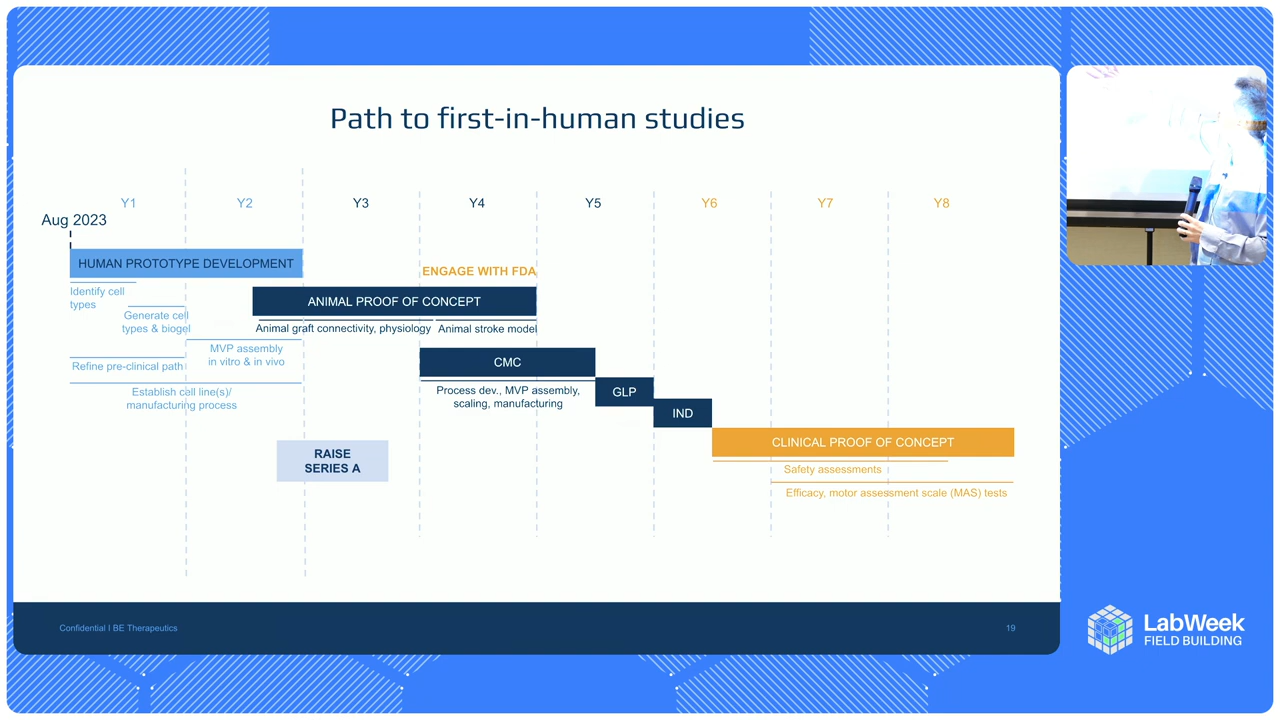 Path to first-in-human studies
Y1
Y2
Y3
Y4
Y5
Y6
Y7
Y8
Aug 2023
HUMAN PROTOTYPE DEVELOPMENT
ENGAGE WITH FDA
Identify cell
types
ANIMAL PROOF OF CONCEPT
Generate cell
types & biogel
Animal graft connectivity, physiology
Animal stroke model
MVP assembly
in vitro & in vivo
CMC
Refine pre-clinical path
Establish cell line(s)/
manufacturing process
Process dev., MVP assembly,
scaling, manufacturing
GLP
IND
CLINICAL PROOF OF CONCEPT
RAISE
SERIES A
Safety assessments
Efficacy, motor assessment scale (MAS) tests
Confidential I BE Therapeutics
19
LabWeek
FIELD BUILDING